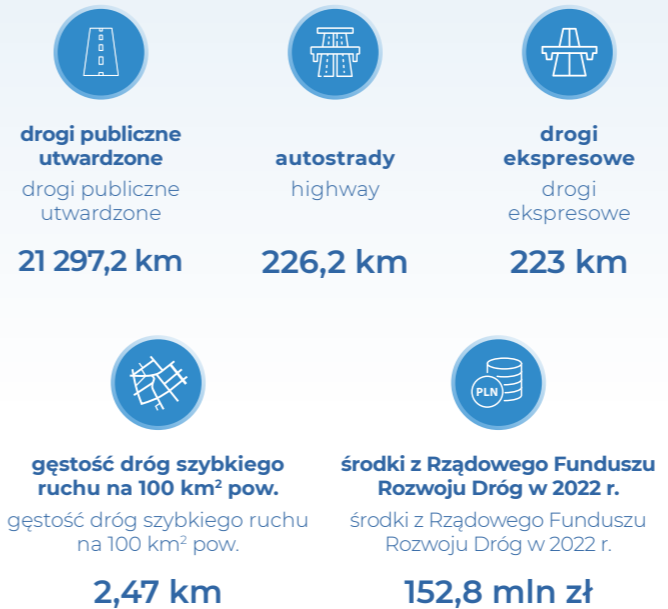 drogi publiczne
utwardzone
drogi publiczne
utwardzone
21 297,2 km
autostrady
highway
226,2 km
drogi
ekspresowe
drogi
ekspresowe
223 km
gęstość dróg szybkiego
ruchu na 100 km² pow.
gęstość dróg szybkiego ruchu
na 100 km² pow.
2,47 km
PLN
środki z Rządowego Funduszu
Rozwoju Dróg w 2022 r.
środki z Rządowego Funduszu
Rozwoju Dróg w 2022 r.
152,8 mln zł